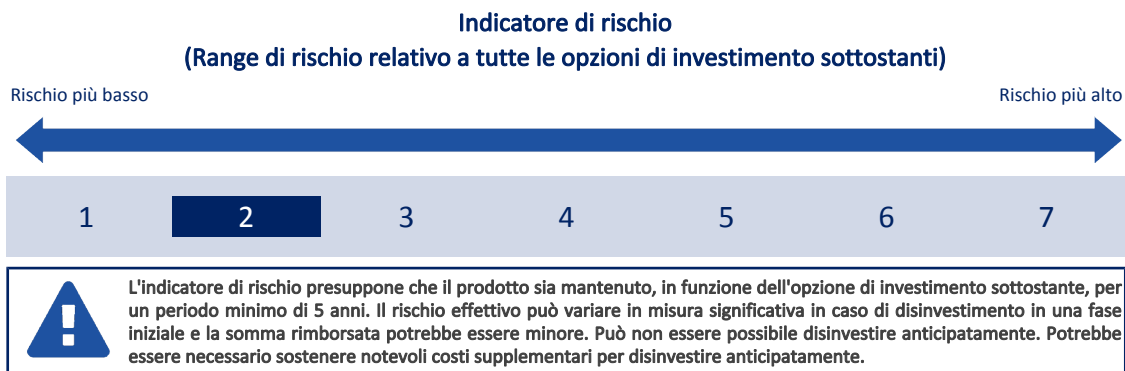 Indicatore di rischio
(Range di rischio relativo a tutte le opzioni di investimento sottostanti)
Rischio più basso Rischio più alto
1 2 3 4 5 6 7
L'indicatore di rischio presuppone che il prodotto sia mantenuto, in funzione dell'opzione di investimento sottostante, per
un periodo minimo di 5 anni. Il rischio effettivo può variare in misura significativa in caso di disinvestimento in una fase
iniziale e la somma rimborsata potrebbe essere minore. Può non essere possibile disinvestire anticipatamente. Potrebbe
essere necessario sostenere notevoli costi supplementari per disinvestire anticipatamente.